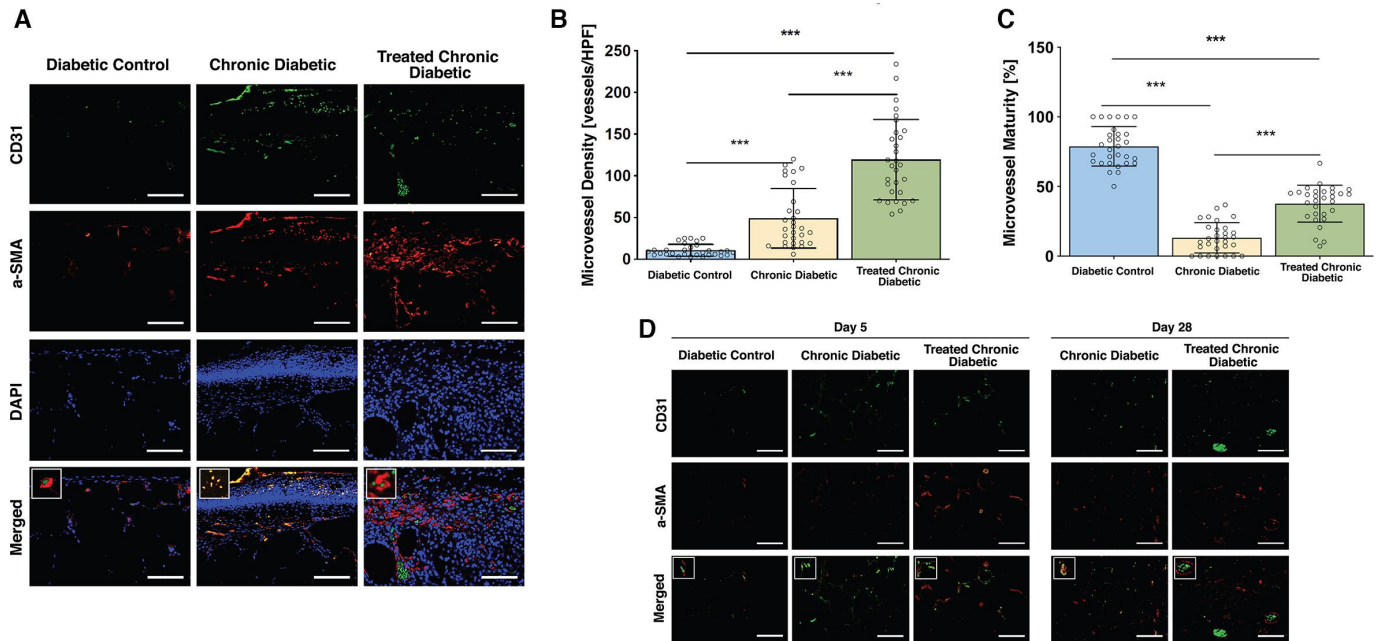 A
Diabetic Control
Chronic Diabetic
Treated Chronic
Diabetic
CD31
a-SMA
DAPI
Merged
B
Microvessel Density [vessels/HPF]
250
200
150
100
50
0
***
***
***
Diabetic Control
Chronic Diabetic
Treated Chronic
Diabetic
C
Microvessel Maturity [%]
150
100
50
0
***
***
***
Diabetic Control
Chronic Diabetic
Treated Chronic
Diabetic
D
Day 5
Day 28
Diabetic Control
Chronic Diabetic
Treated Chronic
Diabetic
Chronic Diabetic
Treated Chronic
Diabetic
CD31
a-SMA
Merged